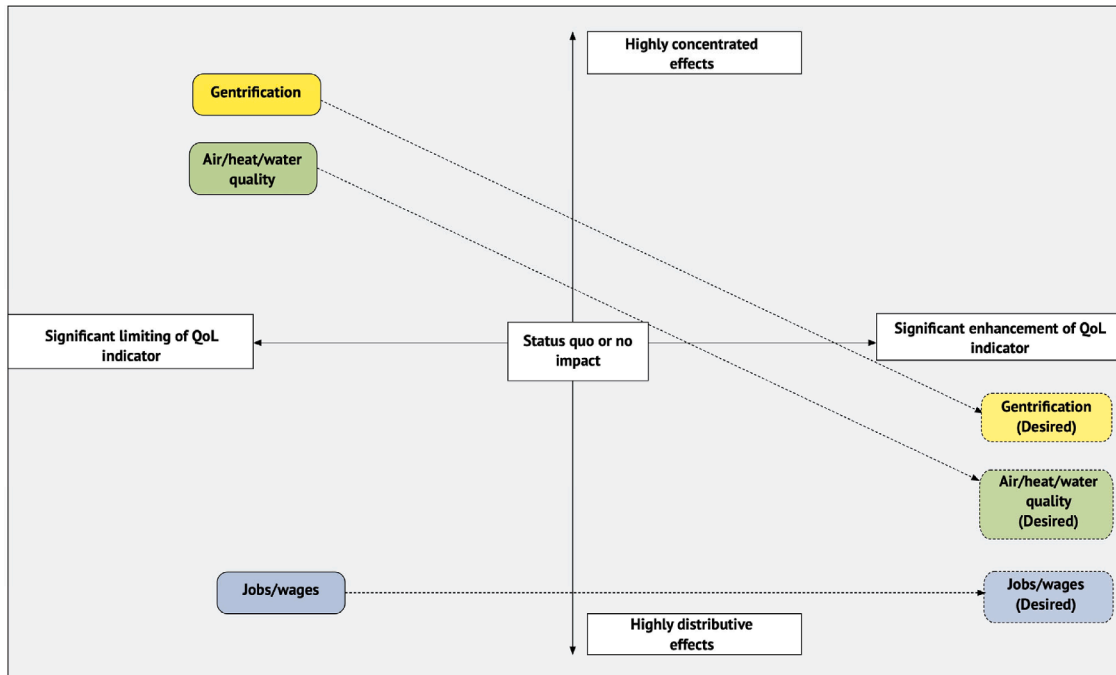 Highly concentrated
effects
Gentrification
Air/heat/water
quality
Significant limiting of QoL
indicator
Status quo or no
impact
Significant enhancement of QoL
indicator
Gentrification
(Desired)
Air/heat/water
quality
(Desired)
Jobs/wages
Jobs/wages
(Desired)
Highly distributive
effects